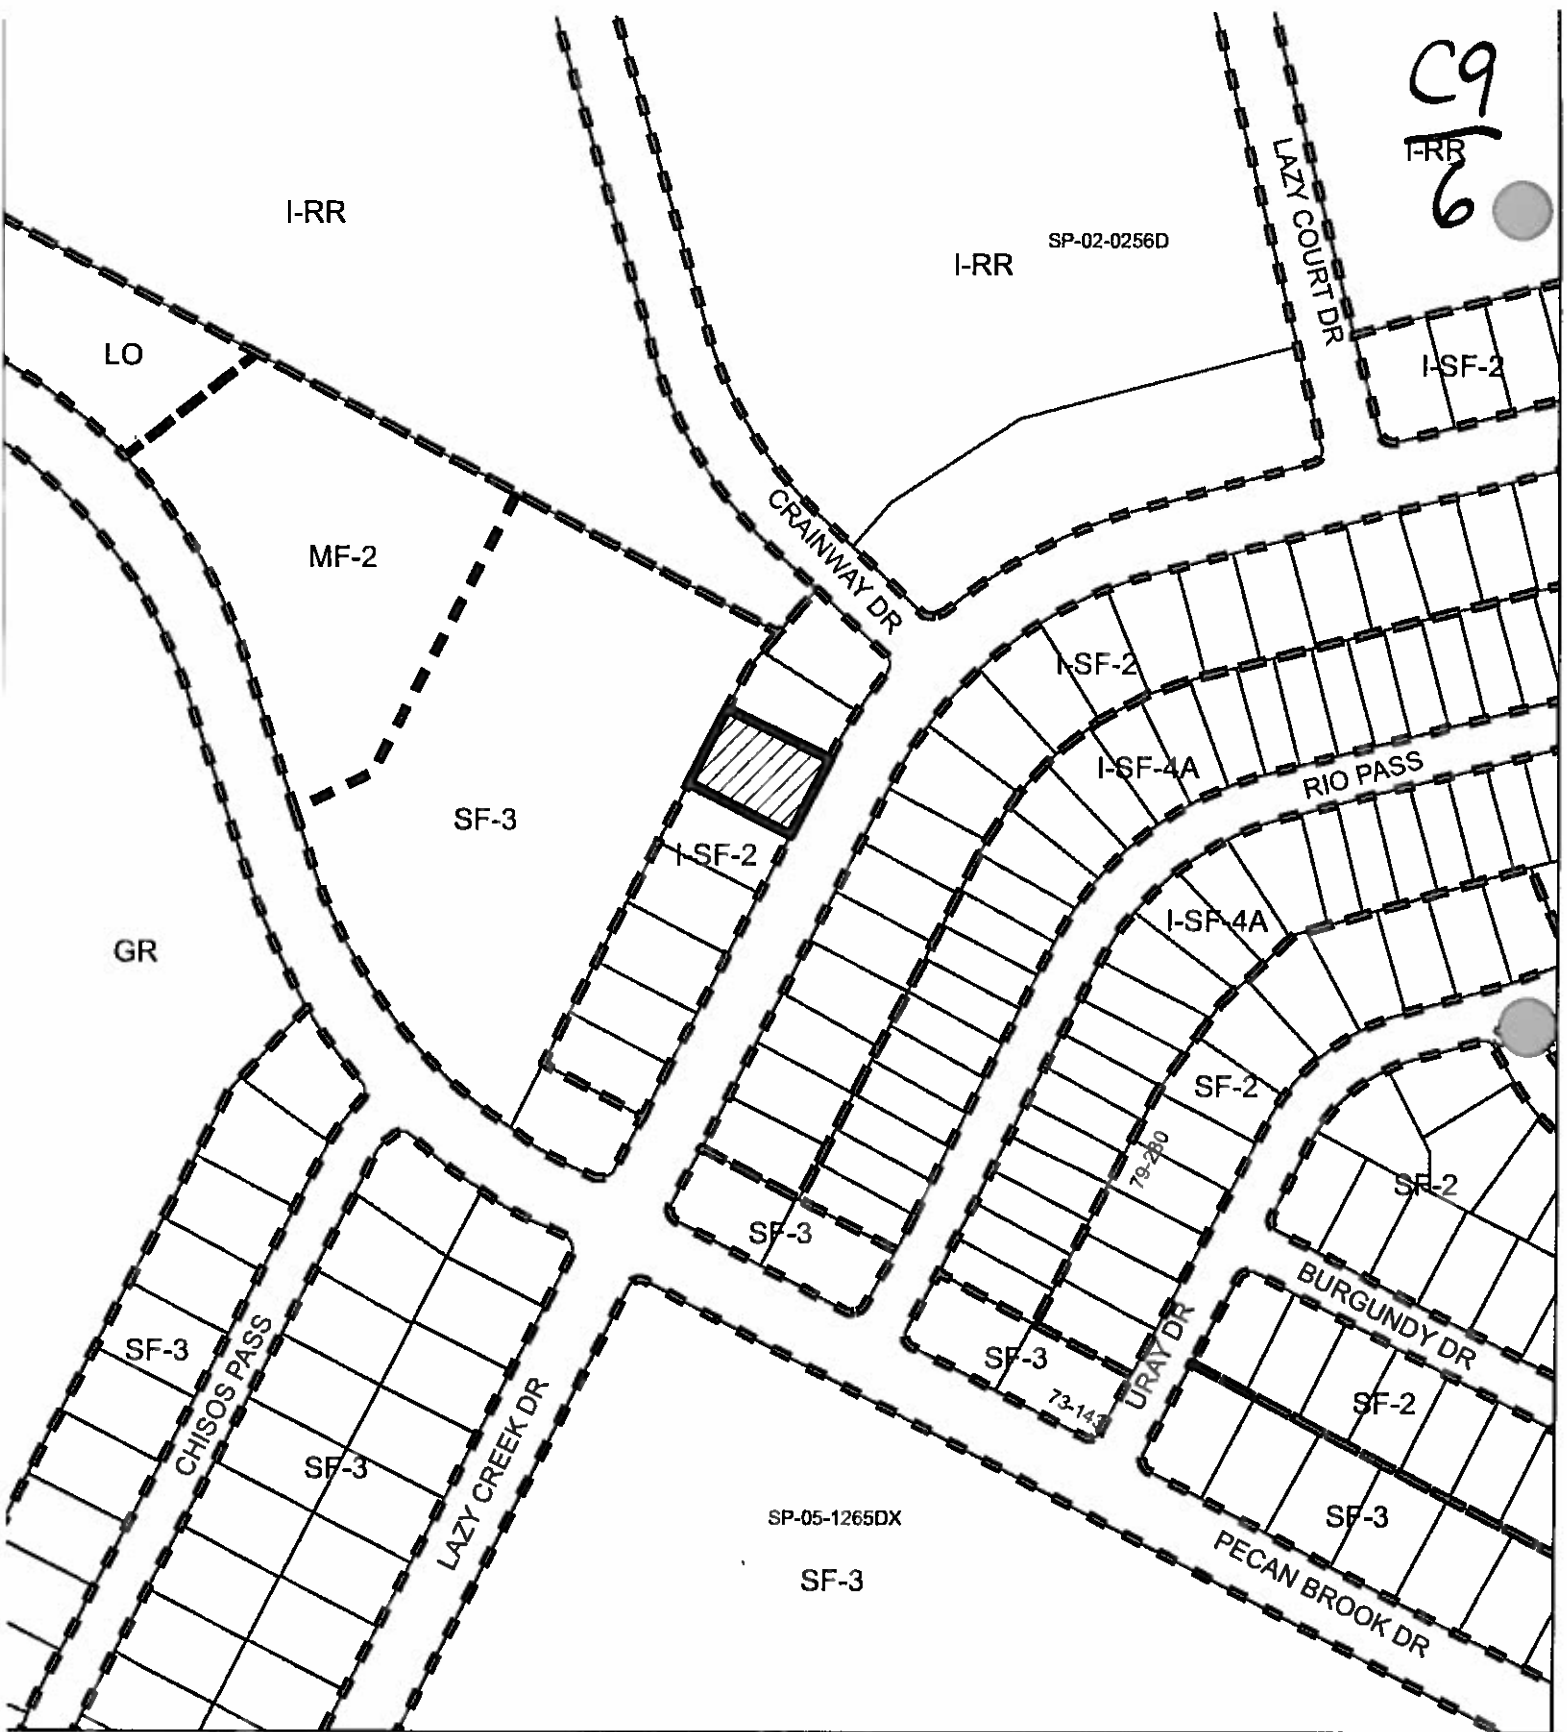 C9
I-RR
6
LAZY COURT DR
I-RR
SP-02-0256D
I-RR
LO
I-SF-2
CRAINWAY DR
MF-2
I-SF-2
I-SF-4A
RIO PASS
SF-3
I-SF-2
I-SF-4A
GR
SF-2
79-280
SF-2
SF-3
BURGUNDY DR
SF-3
CHISOS PASS
SF-3
73-143
URAY DR
SF-2
SF-3
LAZY CREEK DR
SP-05-1265DX
SF-3
SF-3
PECAN BROOK DR